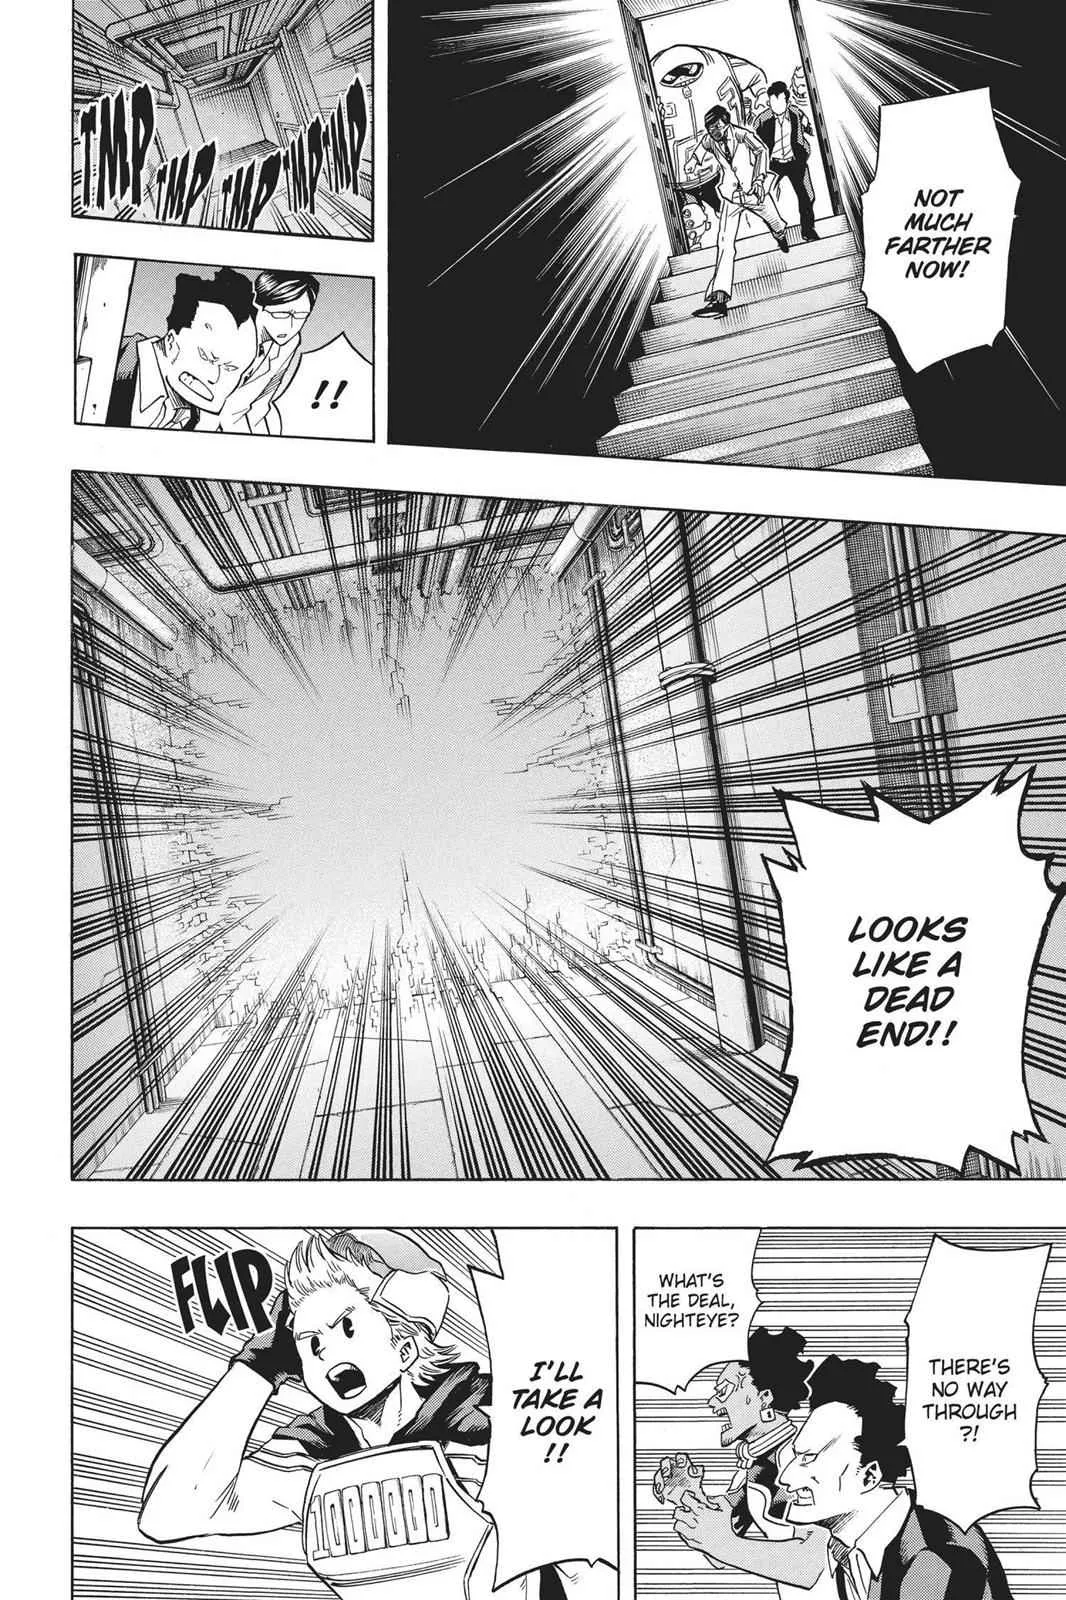 NOT
MUCH
FARTHER
NOW!
TMP
TMP
TMP
TMP
TMP
!!
LOOKS
LIKE A
DEAD
END!!
THERE'S
NO WAY
THROUGH
?!
WHAT'S
THE DEAL,
NIGHTEYE?
I'LL
TAKE A
LOOK
!!
FLIP
1000000